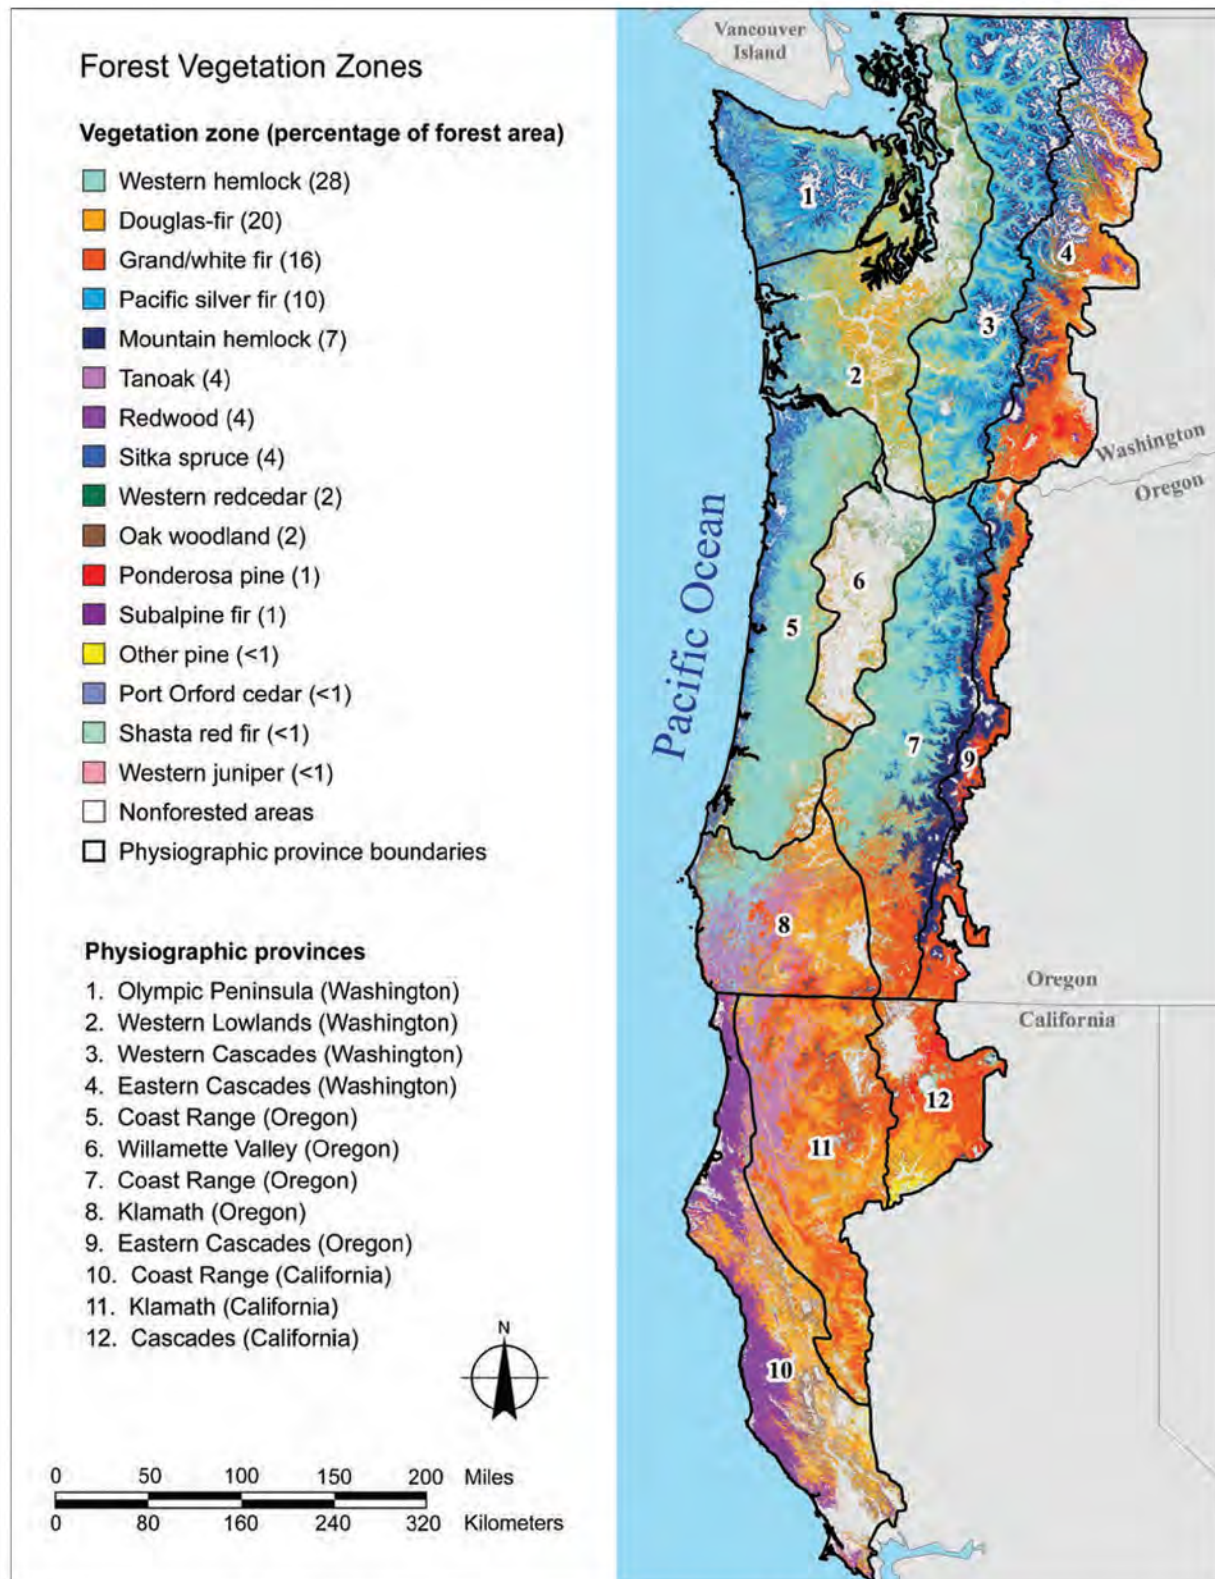 Forest Vegetation Zones
Vegetation zone (percentage of forest area)
Western hemlock (28)
Douglas-fir (20)
Grand/white fir (16)
Pacific silver fir (10)
Mountain hemlock (7)
Tanoak (4)
Redwood (4)
Sitka spruce (4)
Western redcedar (2)
Oak woodland (2)
Ponderosa pine (1)
Subalpine fir (1)
Other pine (<1)
Port Orford cedar (<1)
Shasta red fir (<1)
Western juniper (<1)
Nonforested areas
Physiographic province boundaries
Physiographic provinces
1. Olympic Peninsula (Washington)
2. Western Lowlands (Washington)
3. Western Cascades (Washington)
4. Eastern Cascades (Washington)
5. Coast Range (Oregon)
6. Willamette Valley (Oregon)
7. Coast Range (Oregon)
8. Klamath (Oregon)
9. Eastern Cascades (Oregon)
10. Coast Range (California)
11. Klamath (California)
12. Cascades (California)
N
0 50 100 150 200 Miles
0 80 160 240 320 Kilometers
Vancouver
Island
1
4
3
2
Washington
Oregon
Pacific Ocean
6
5
7
9
8
Oregon
California
12
11
10